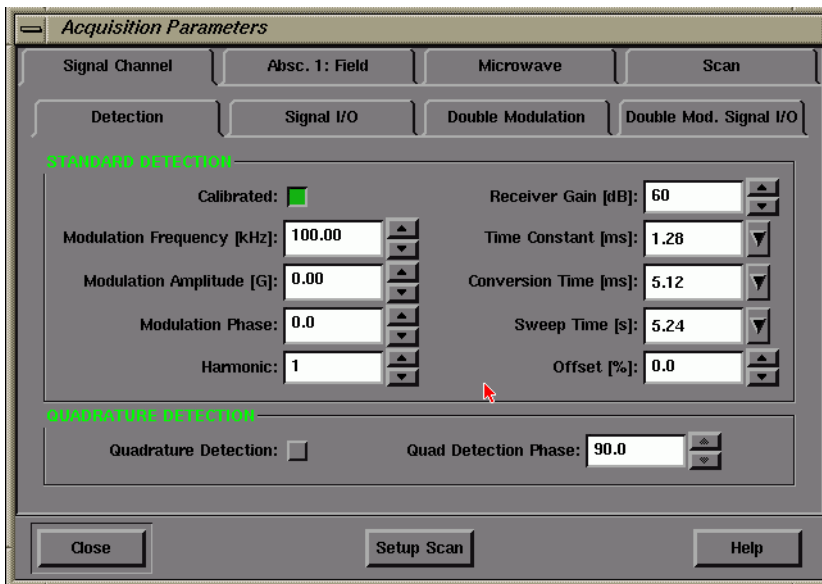 Acquisition Parameters
Signal Channel Absc. 1: Field Microwave Scan
Detection Signal I/O Double Modulation Double Mod. Signal I/O
STANDARD DETECTION
Calibrated: Receiver Gain [dB]: 60
Modulation Frequency [kHz]: 100.00 Time Constant [ms]: 1.28
Modulation Amplitude [G]: 0.00 Conversion Time [ms]: 5.12
Modulation Phase: 0.0 Sweep Time [s]: 5.24
Harmonic: 1 Offset [%]: 0.0
QUADRATURE DETECTION
Quadrature Detection: Quad Detection Phase: 90.0
Close Setup Scan Help